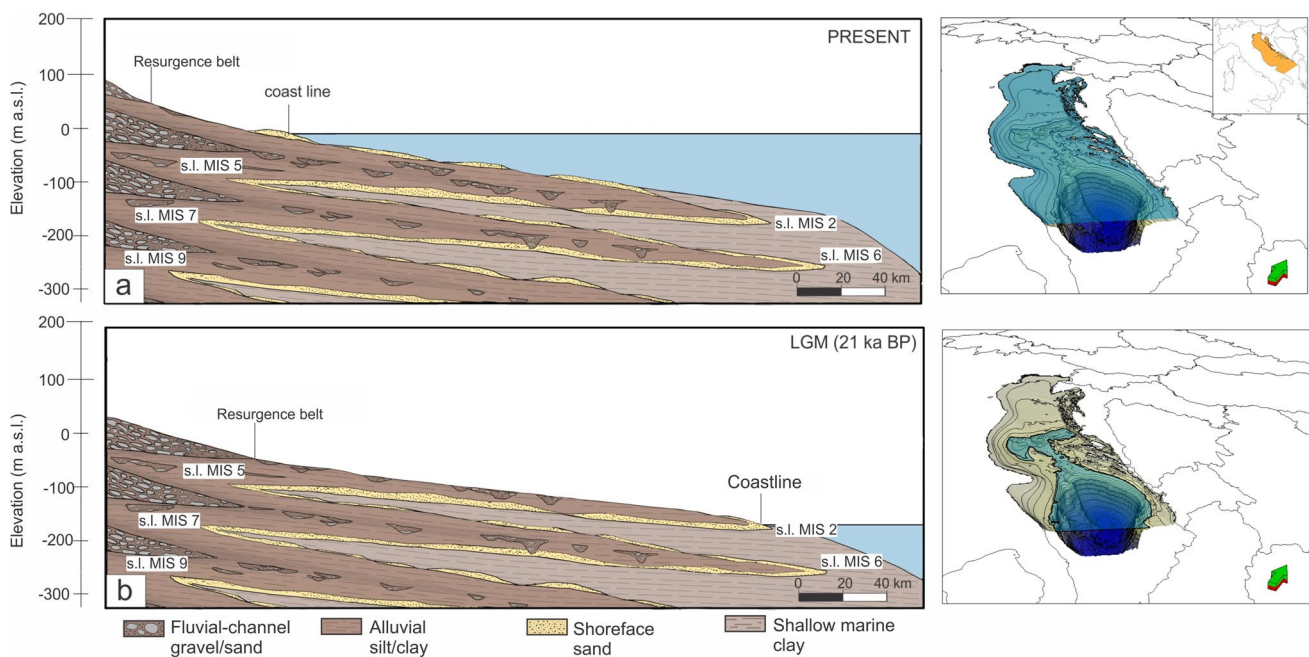 200
PRESENT
Resurgence belt
100
coast line
0
s.l. MIS 5
-100
s.l. MIS 7
s.l. MIS 2
-200
s.l. MIS 9
s.l. MIS 6
0 20 40 km
-300
a
Elevation (m a.s.l.)
200
LGM (21 ka BP)
100
Resurgence belt
0
s.l. MIS 5
-100
Coastline
s.l. MIS 7
s.l. MIS 2
-200
s.l. MIS 9
s.l. MIS 6
0 20 40 km
-300
b
Elevation (m a.s.l.)
Fluvial-channel
gravel/sand
Alluvial
silt/clay
Shoreface
sand
Shallow marine
clay